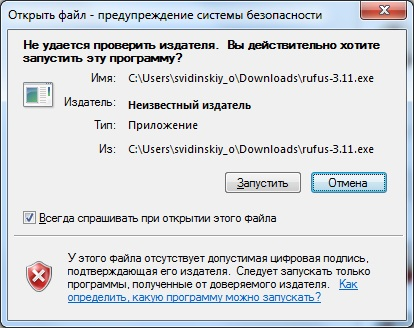 Открыть файл - предупреждение системы безопасности
Не удается проверить издателя. Вы действительно хотите
запустить эту программу?
Имя: C:\Users\svidinskiy_o\Downloads\rufus-3.11.exe
Издатель: Неизвестный издатель
Тип: Приложение
Из: C:\Users\svidinskiy_o\Downloads\rufus-3.11.exe
Запустить Отмена
Всегда спрашивать при открытии этого файла
У этого файла отсутствует допустимая цифровая подпись,
подтверждающая его издателя. Следует запускать только
программы, полученные от доверяемого издателя. Как
определить, какую программу можно запускать?